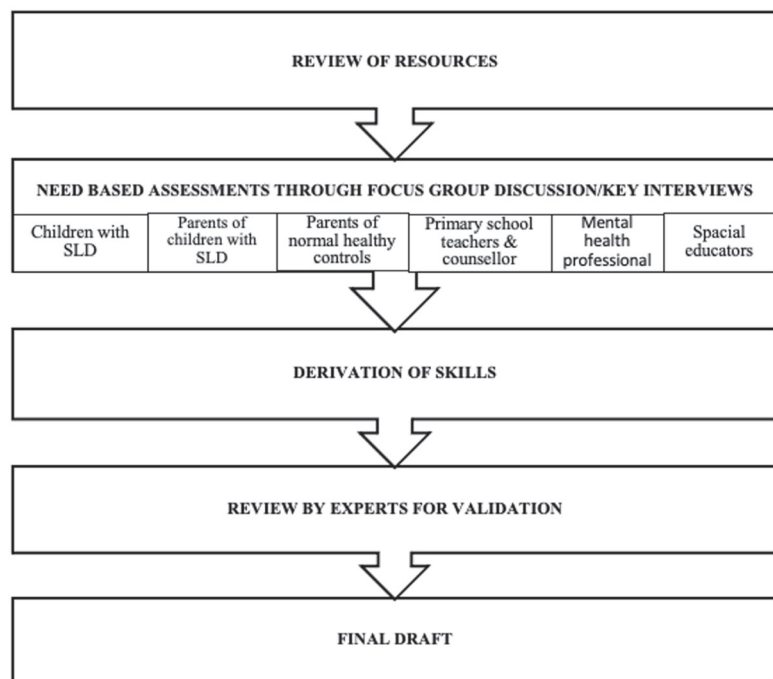 REVIEW OF RESOURCES
NEED BASED ASSESSMENTS THROUGH FOCUS GROUP DISCUSSION/KEY INTERVIEWS
Children with
SLD
Parents of
children with
SLD
Parents of
normal healthy
controls
Primary school
teachers &
counsellor
Mental
health
professional
Spacial
educators
DERIVATION OF SKILLS
REVIEW BY EXPERTS FOR VALIDATION
FINAL DRAFT